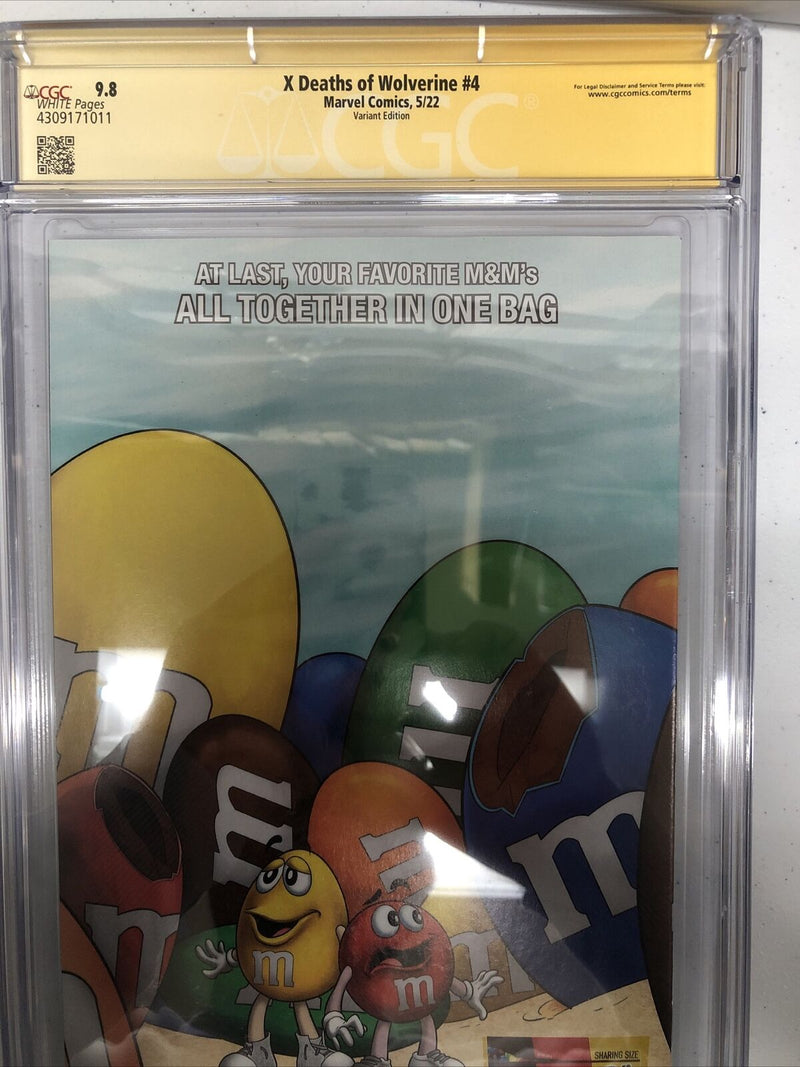 CGC® 9.8
WHITE Pages
4309171011
X Deaths of Wolverine #4
Marvel Comics, 5/22
Variant Edition
For Legal Disclaimer and Service Terms please visit:
www.cgccomics.com/terms
CGC®
AT LAST, YOUR FAVORITE M&M's
ALL TOGETHER IN ONE BAG
m
m
m
m
m
m
m
m
m
m
SHARING SIZE